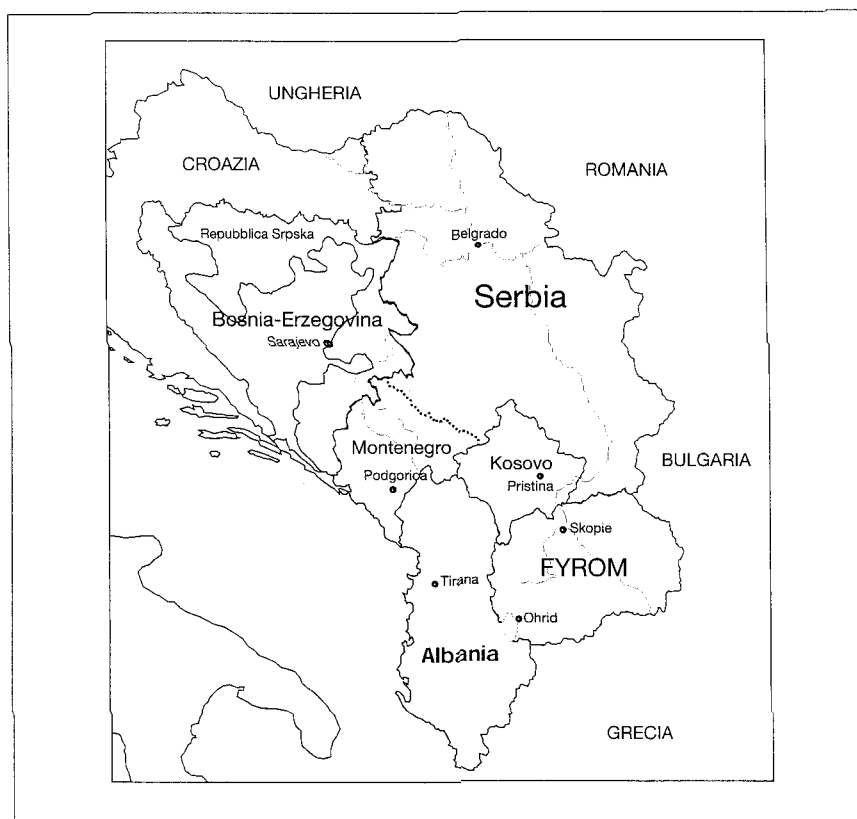 UNGHERIA
CROAZIA
ROMANIA
Repubblica Srpska
Belgrado
Serbia
Bosnia-Erzegovina
Sarajevo
Montenegro
Kosovo
BULGARIA
Podgorica
Pristina
Skopie
FYROM
Tirana
Ohrid
Albania
GRECIA